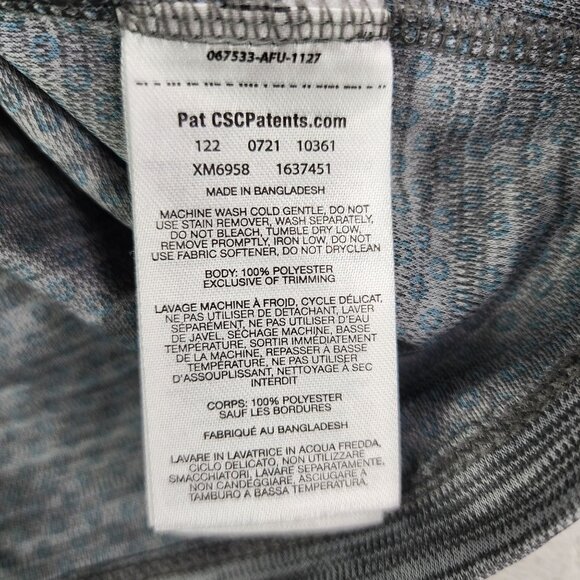 067533-AFU-1127
Pat CSCPatents.com
122 0721 10361
XM6958 1637451
MADE IN BANGLADESH
MACHINE WASH COLD GENTLE, DO NOT
USE STAIN REMOVER, WASH SEPARATELY,
DO NOT BLEACH, TUMBLE DRY LOW,
REMOVE PROMPTLY, IRON LOW, DO NOT
USE FABRIC SOFTENER, DO NOT DRYCLEAN
BODY: 100% POLYESTER
EXCLUSIVE OF TRIMMING
LAVAGE MACHINE À FROID, CYCLE DÉLICAT,
NE PAS UTILISER DE DETACHANT, LAVER
SÉPARÉMENT, NE PAS UTILISER D'EAU
DE JAVEL, SÉCHAGE MACHINE, BASSE
TEMPÉRATURE, SORTIR IMMÉDIATEMENT
DE LA MACHINE, REPASSER À BASSE
TEMPÉRATURE, NE PAS UTILISER
D'ASSOUPLISSANT, NETTOYAGE À SEC
INTERDIT
CORPS: 100% POLYESTER
SAUF LES BORDURES
FABRIQUÉ AU BANGLADESH
LAVARE IN LAVATRICE IN ACQUA FREDDA,
CICLO DELICATO, NON UTILIZZARE
SMACCHIATORI, LAVARE SEPARATAMENTE,
NON CANDEGGIARE, ASCIUGARE A
TAMBURO A BASSA TEMPERATURA.